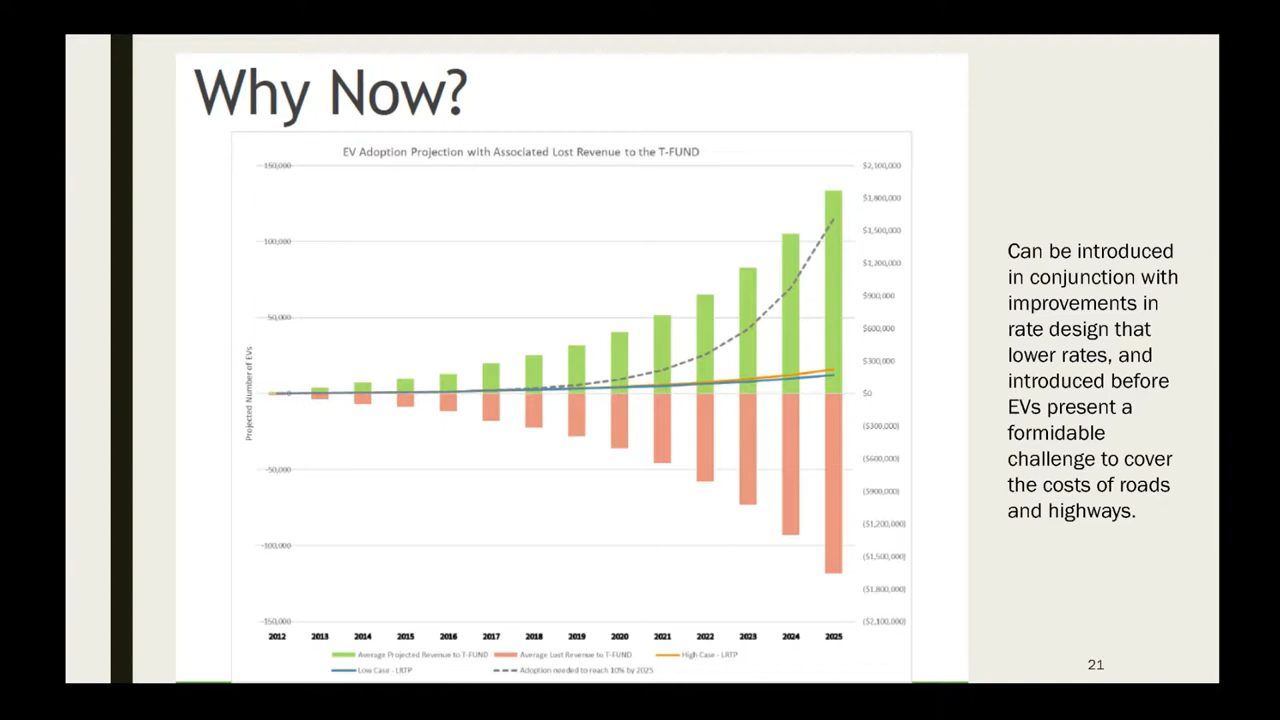 Why Now?
EV Adoption Projection with Associated Lost Revenue to the T-FUND
150,000
100,000
50,000
0
-50,000
-100,000
-150,000
Projected Number of EVs
$2,100,000
$1,800,000
$1,500,000
$1,200,000
$900,000
$600,000
$300,000
$0
($300,000)
($600,000)
($900,000)
($1,200,000)
($1,500,000)
($1,800,000)
($2,100,000)
2012 2013 2014 2015 2016 2017 2018 2019 2020 2021 2022 2023 2024 2025
Average Projected Revenue to T-FUND Average Lost Revenue to T-FUND High Case - LRTP
Low Case - LRTP Adoption needed to reach 10% by 2025
Can be introduced
in conjunction with
improvements in
rate design that
lower rates, and
introduced before
EVs present a
formidable
challenge to cover
the costs of roads
and highways.
21